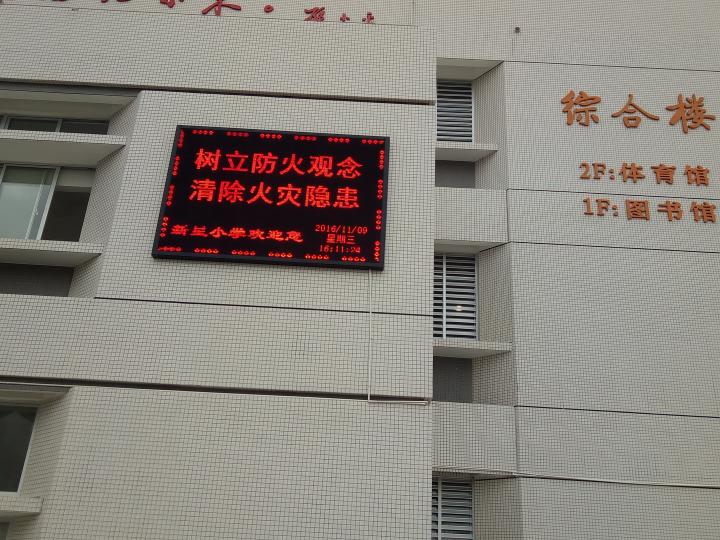 树立防火观念
清除火灾隐患
新兰小学欢迎您
2016/11/09
星期三
16:11:24
综合楼
2F:体育馆
1F:图书馆